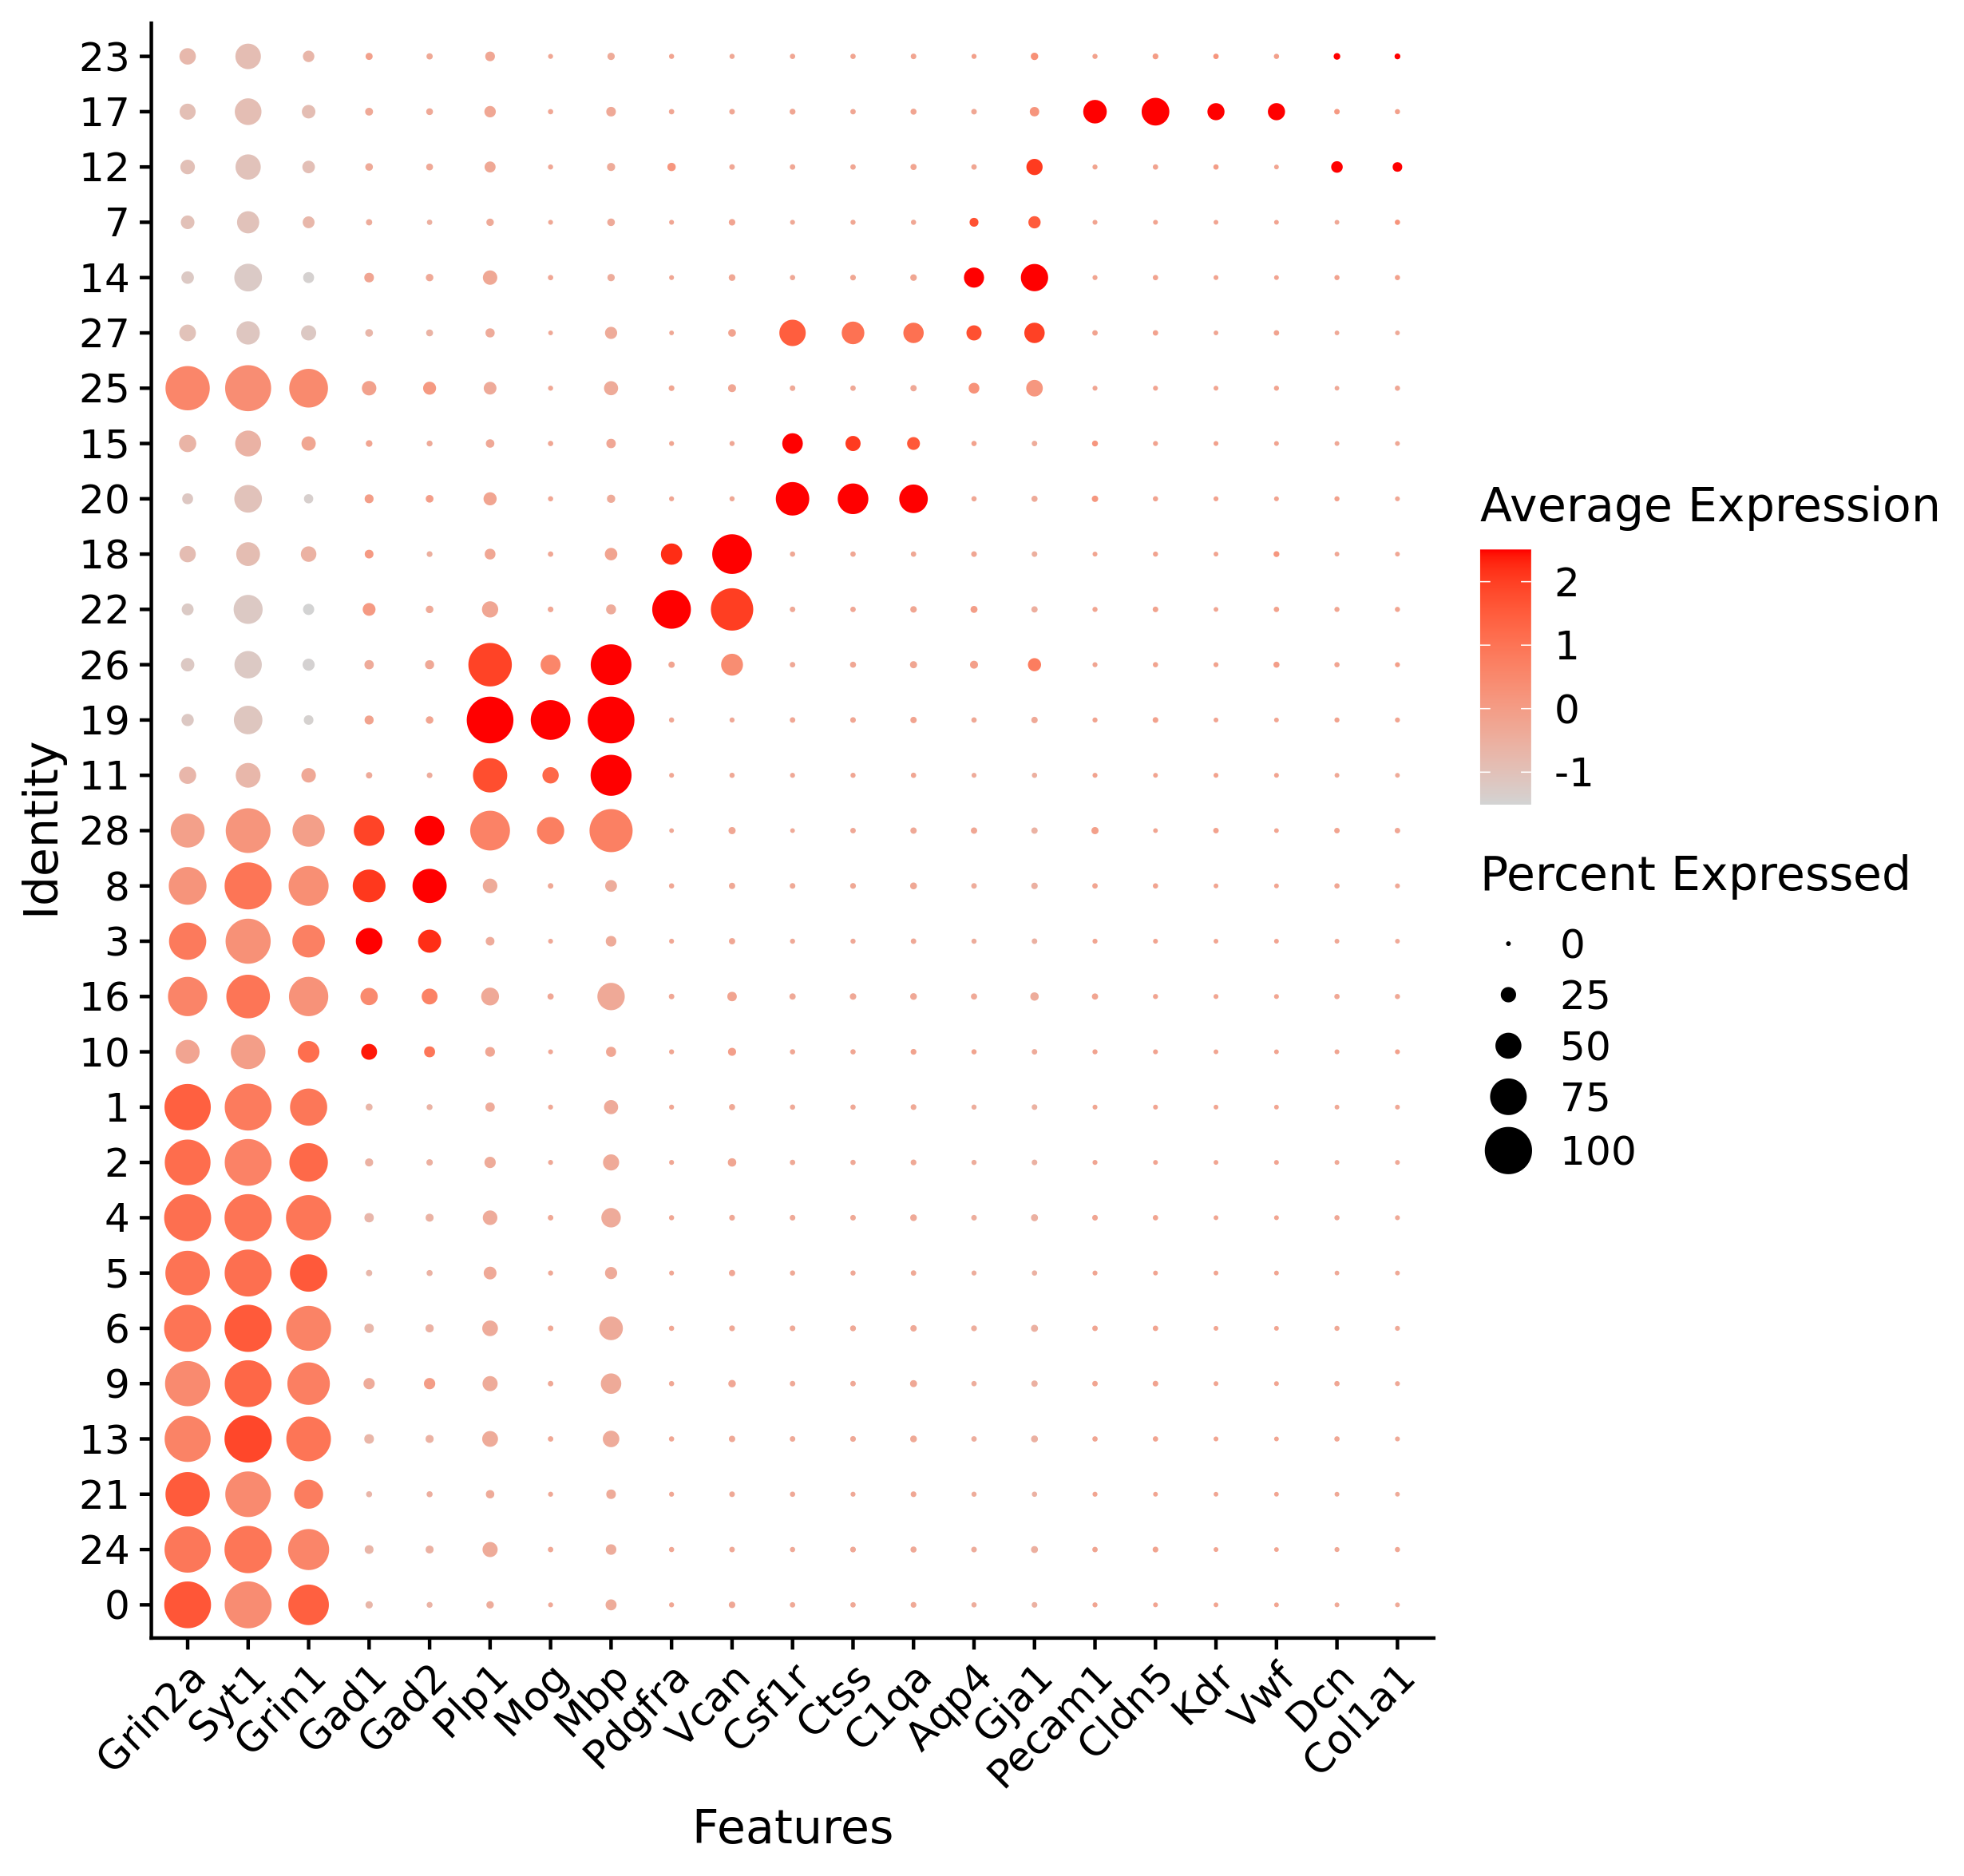 23
17
12
7
14
27
25
15
20
18
22
26
19
11
28
8
3
16
10
1
2
4
5
6
9
13
21
24
0
Identity
Grin2a
Syt1
Grin1
Gad1
Gad2
Plp1
Mog
Mbp
Pdgfra
Vcan
Csf1r
Ctss
C1qa
Aqp4
Gja1
Pecam1
Cldn5
Kdr
Vwf
Dcn
Col1a1
Features
Average Expression
2
1
0
-1
Percent Expressed
0
25
50
75
100